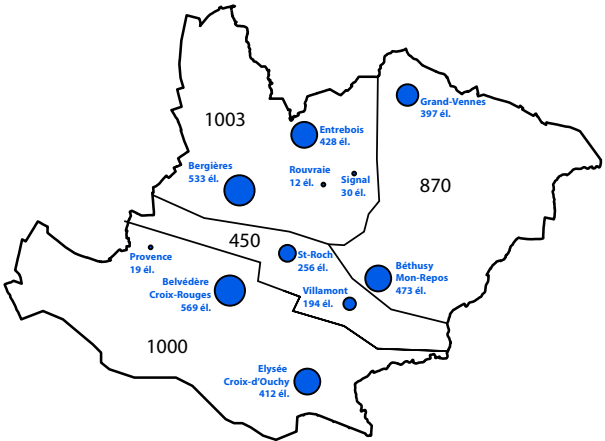 Grand-Vennes
397 él.
1003
Entrebois
428 él.
Bergières
533 él.
Rouvraie
12 él.
Signal
30 él.
870
450
Provence
19 él.
St-Roch
256 él.
Béthusy
Mon-Repos
473 él.
Belvédère
Croix-Rouges
569 él.
Villamont
194 él.
1000
Elysée
Croix-d'Ouchy
412 él.